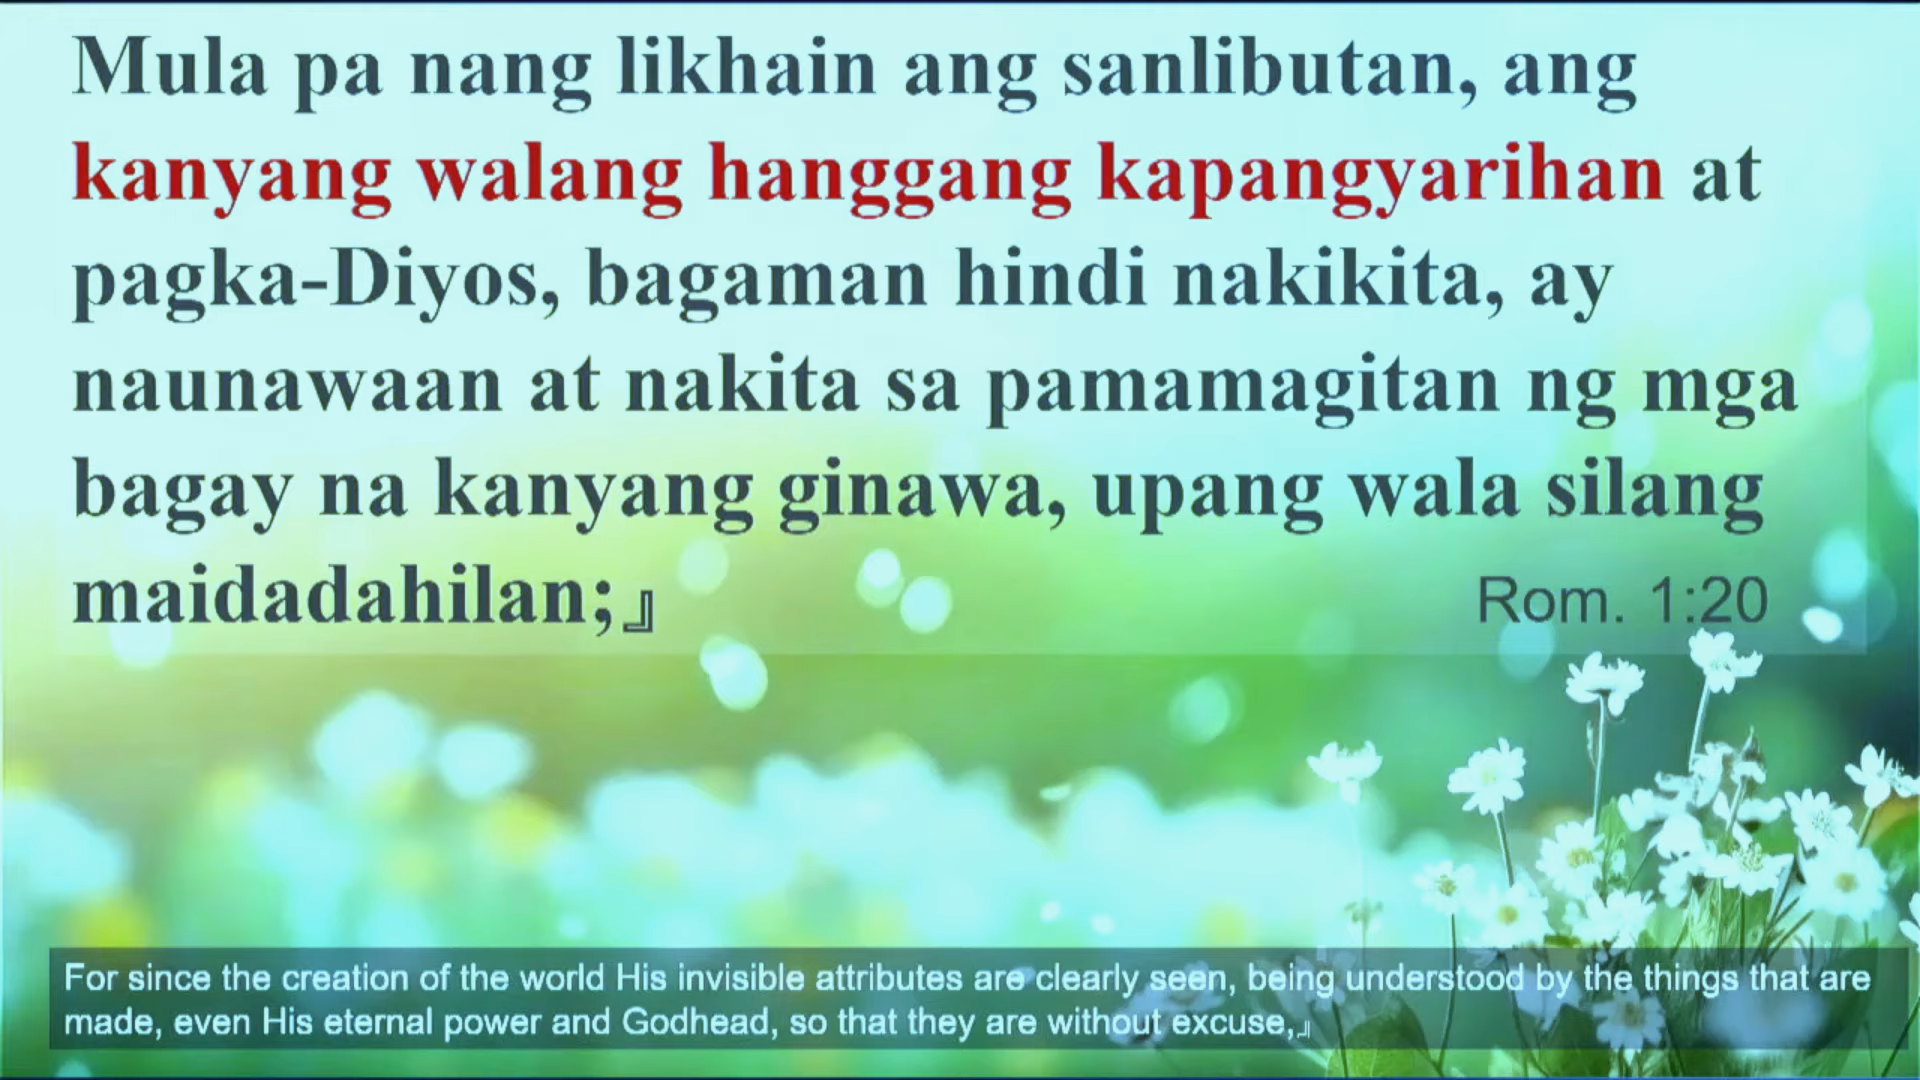 Mula pa nang likhain ang sanlibutan, ang
kanyang walang hanggang kapangyarihan at
pagka-Diyos, bagaman hindi nakikita, ay
naunawaan at nakita sa pamamagitan ng mga
bagay na kanyang ginawa, upang wala silang
maidadahilan;』
Rom. 1:20
For since the creation of the world His invisible attributes are clearly seen, being understood by the things that are
made, even His eternal power and Godhead, so that they are without excuse,』